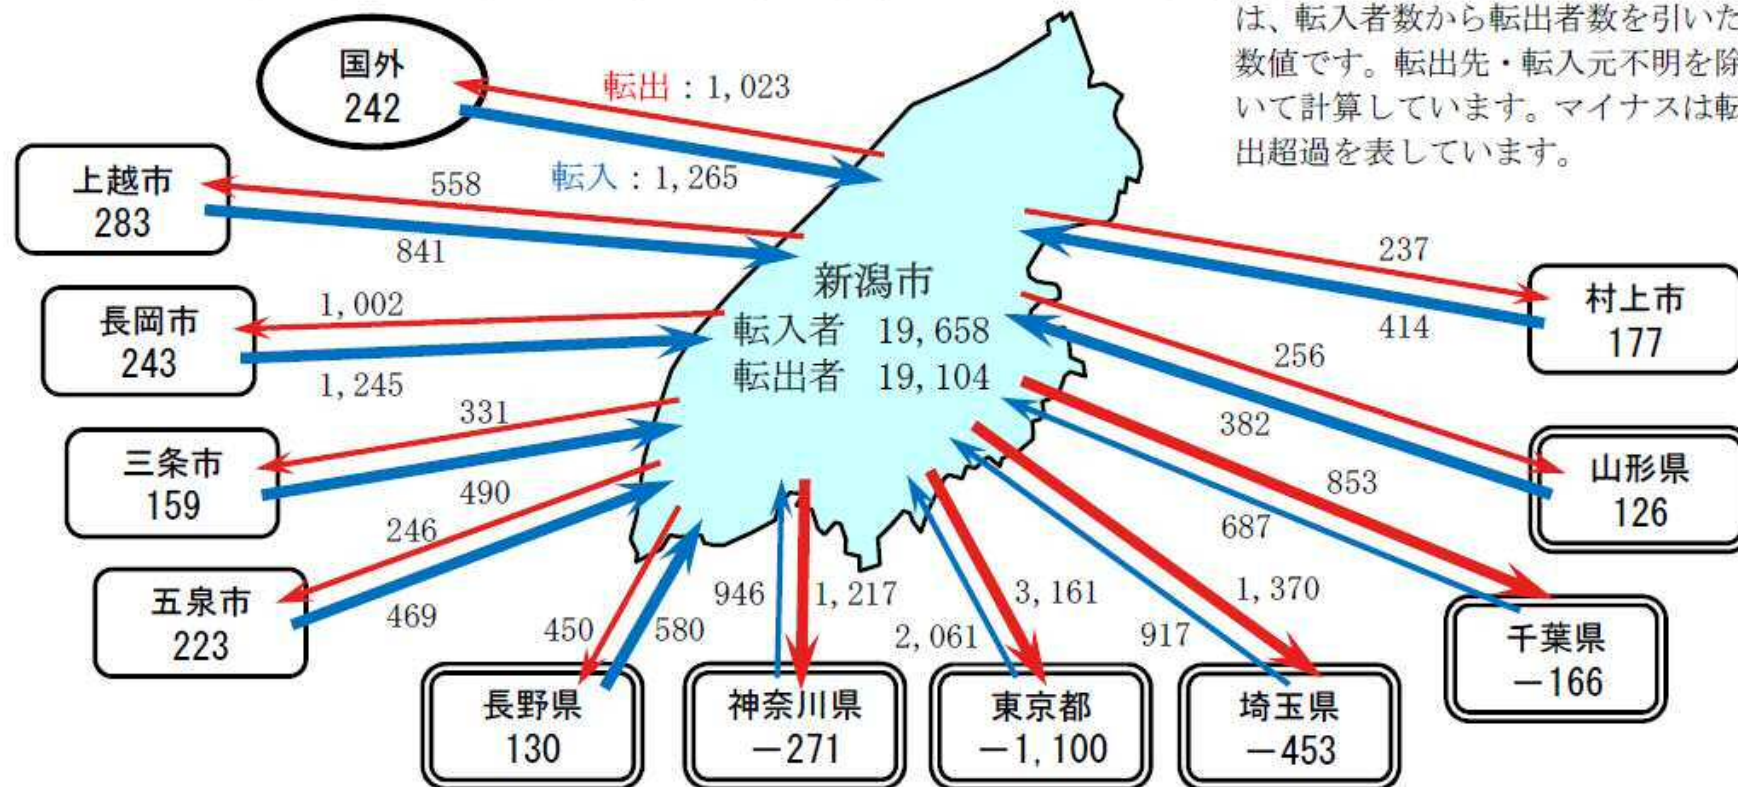 は、転入者数から転出者数を引いた
数値です。転出先・転入元不明を除
いて計算しています。マイナスは転
出超過を表しています。
国外
242
転出：1,023
転入：1,265
上越市
283
558
841
長岡市
243
1,002
1,245
三条市
159
331
490
五泉市
223
246
469
新潟市
転入者 19,658
転出者 19,104
237
414
村上市
177
256
382
山形県
126
853
687
千葉県
－166
1,370
917
埼玉県
－453
3,161
2,061
東京都
－1,100
946
1,217
神奈川県
－271
450
580
長野県
130